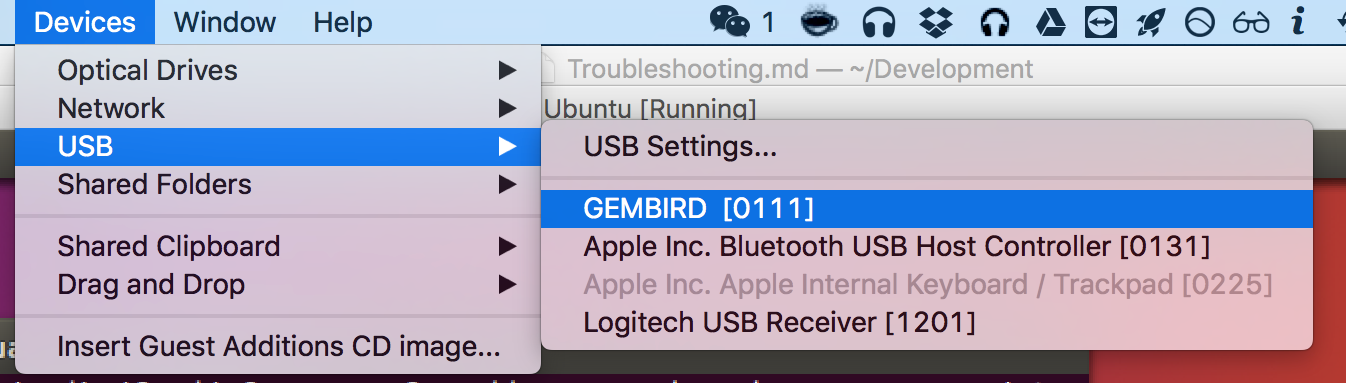 Devices Window Help 1
Optical Drives
Troubleshooting.md — ~/Development
Network
Ubuntu [Running]
USB
USB Settings...
Shared Folders
GEMBIRD [0111]
Shared Clipboard
Apple Inc. Bluetooth USB Host Controller [0131]
Drag and Drop
Apple Inc. Apple Internal Keyboard / Trackpad [0225]
Logitech USB Receiver [1201]
Insert Guest Additions CD image...